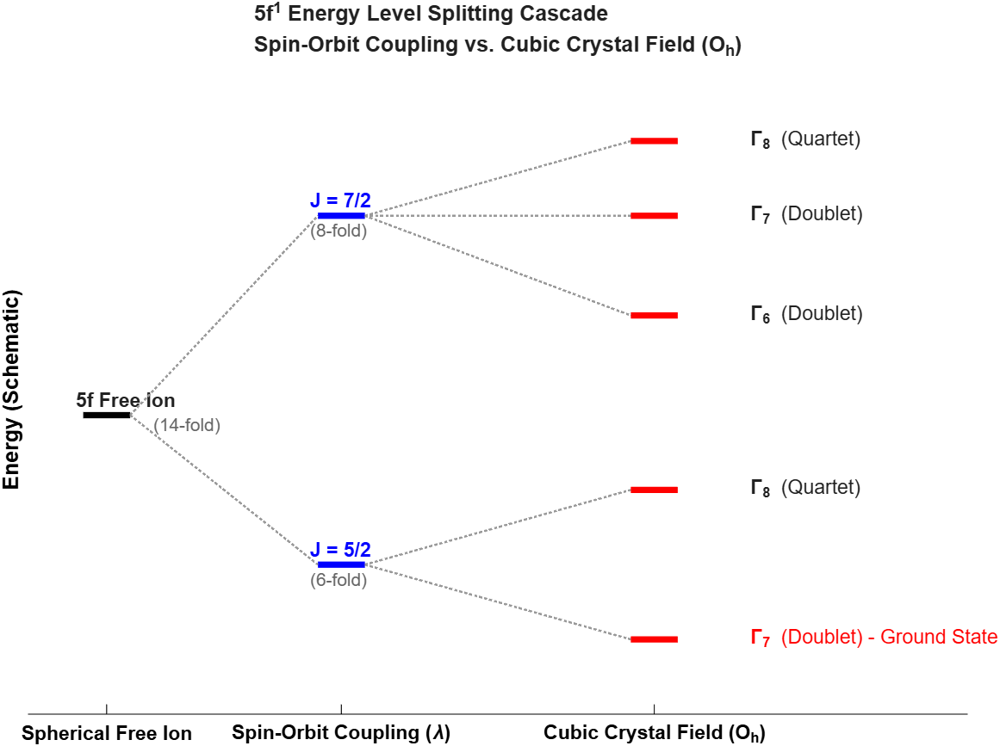 5f¹ Energy Level Splitting Cascade
Spin-Orbit Coupling vs. Cubic Crystal Field (Oₕ)
Γ₈ (Quartet)
J = 7/2
(8-fold)
Γ₇ (Doublet)
Γ₆ (Doublet)
Energy (Schematic)
5f Free Ion
(14-fold)
Γ₈ (Quartet)
J = 5/2
(6-fold)
Γ₇ (Doublet) - Ground State
Spherical Free Ion
Spin-Orbit Coupling (λ)
Cubic Crystal Field (Oₕ)